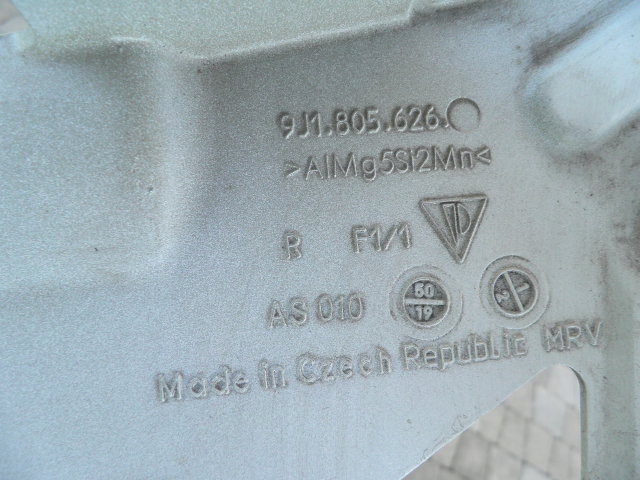 9J1.805.626.
>AlMg5Si2Mn<
R F1/1
AS 010 50 19
Made in Czech Republic MRV